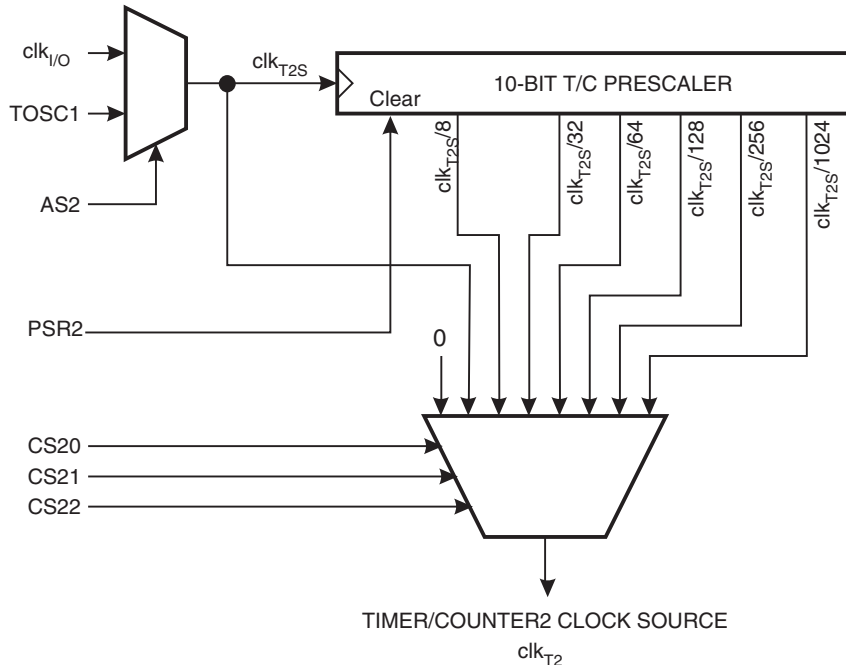 clkI/O
clkT2S
10-BIT T/C PRESCALER
TOSC1
Clear
clkT2S/8
clkT2S/32
clkT2S/64
clkT2S/128
clkT2S/256
clkT2S/1024
AS2
PSR2
0
CS20
CS21
CS22
TIMER/COUNTER2 CLOCK SOURCE
clkT2